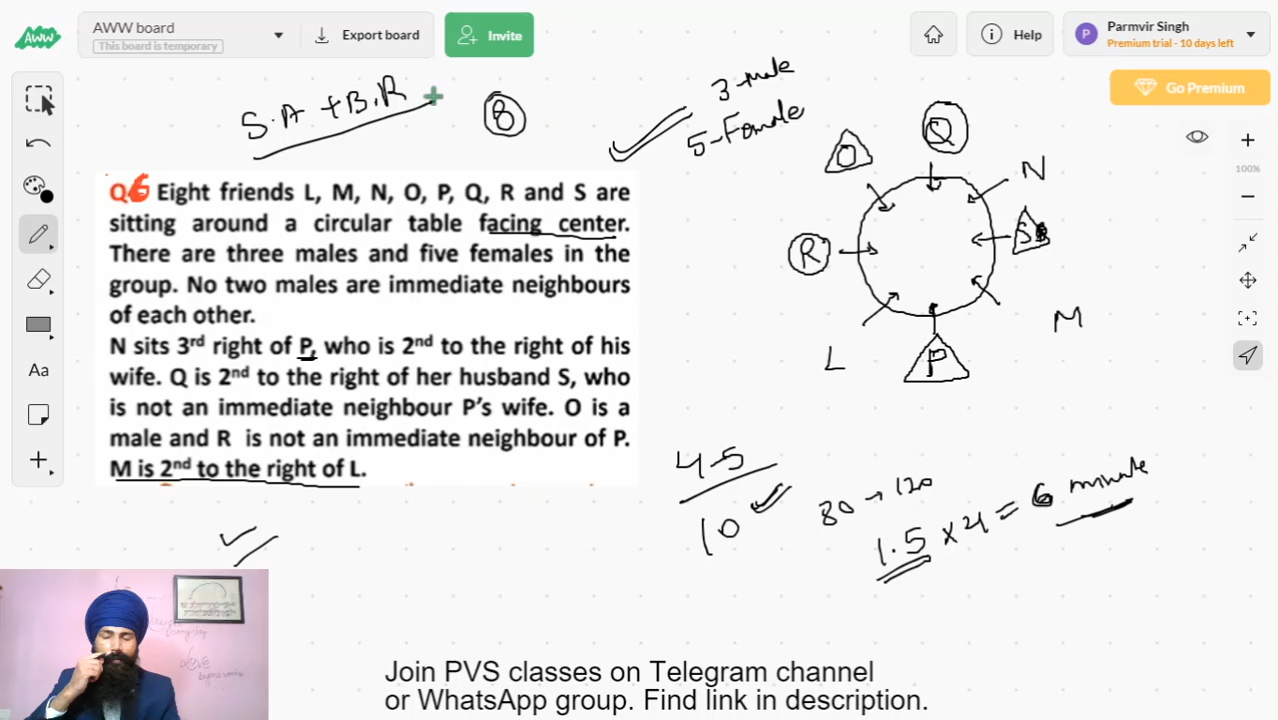 AWW
AWW board
This board is temporary
Export board
Invite
Help
P
Parmvir Singh
Premium trial - 10 days left
Go Premium
100%
Aa
S.A + B.R
8
3-male
5-Female
Q6 Eight friends L, M, N, O, P, Q, R and S are
sitting around a circular table facing center.
There are three males and five females in the
group. No two males are immediate neighbours
of each other.
N sits 3rd right of P, who is 2nd to the right of his
wife. Q is 2nd to the right of her husband S, who
is not an immediate neighbour P's wife. O is a
male and R is not an immediate neighbour of P.
M is 2nd to the right of L.
O
Q
N
R
S
L
P
M
4-5
10
80 → 120
1.5 x 4 = 6 minute
Join PVS classes on Telegram channel
or WhatsApp group. Find link in description.